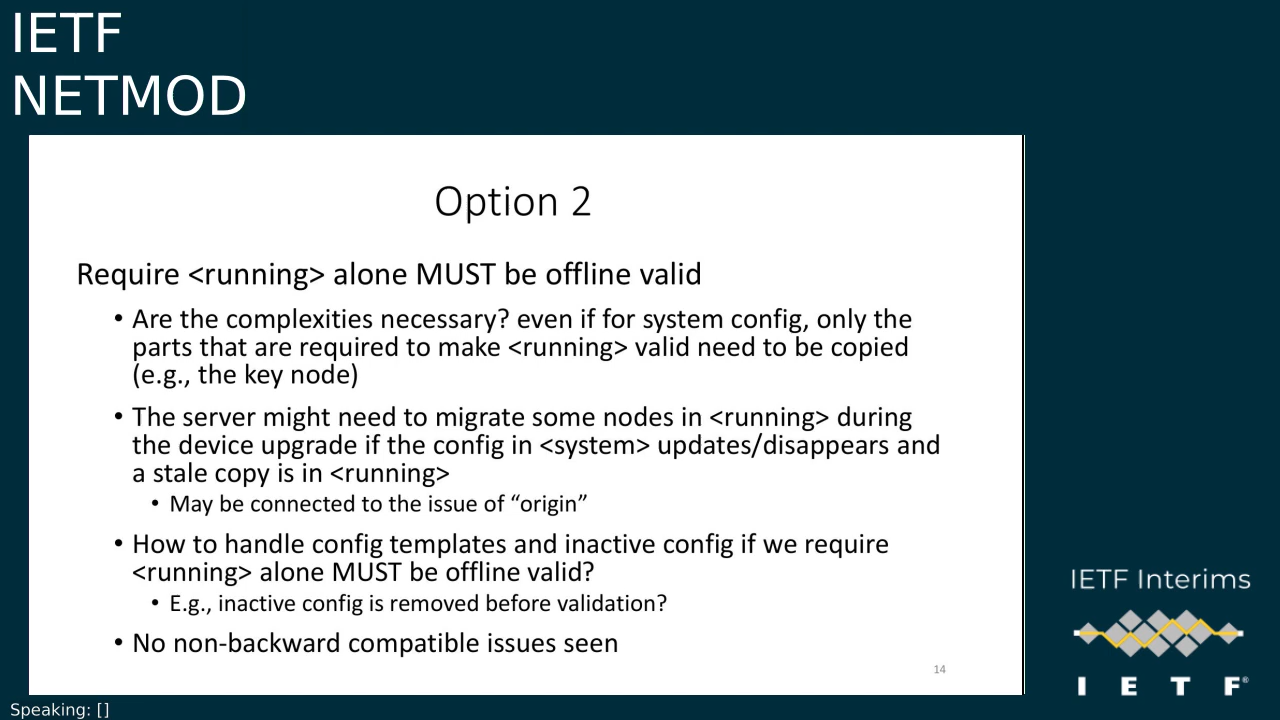 IETF
NETMOD
Option 2
Require <running> alone MUST be offline valid
• Are the complexities necessary? even if for system config, only the
parts that are required to make <running> valid need to be copied
(e.g., the key node)
• The server might need to migrate some nodes in <running> during
the device upgrade if the config in <system> updates/disappears and
a stale copy is in <running>
• May be connected to the issue of “origin”
• How to handle config templates and inactive config if we require
<running> alone MUST be offline valid?
• E.g., inactive config is removed before validation?
• No non-backward compatible issues seen
14
IETF Interims
I E T F®
Speaking: []